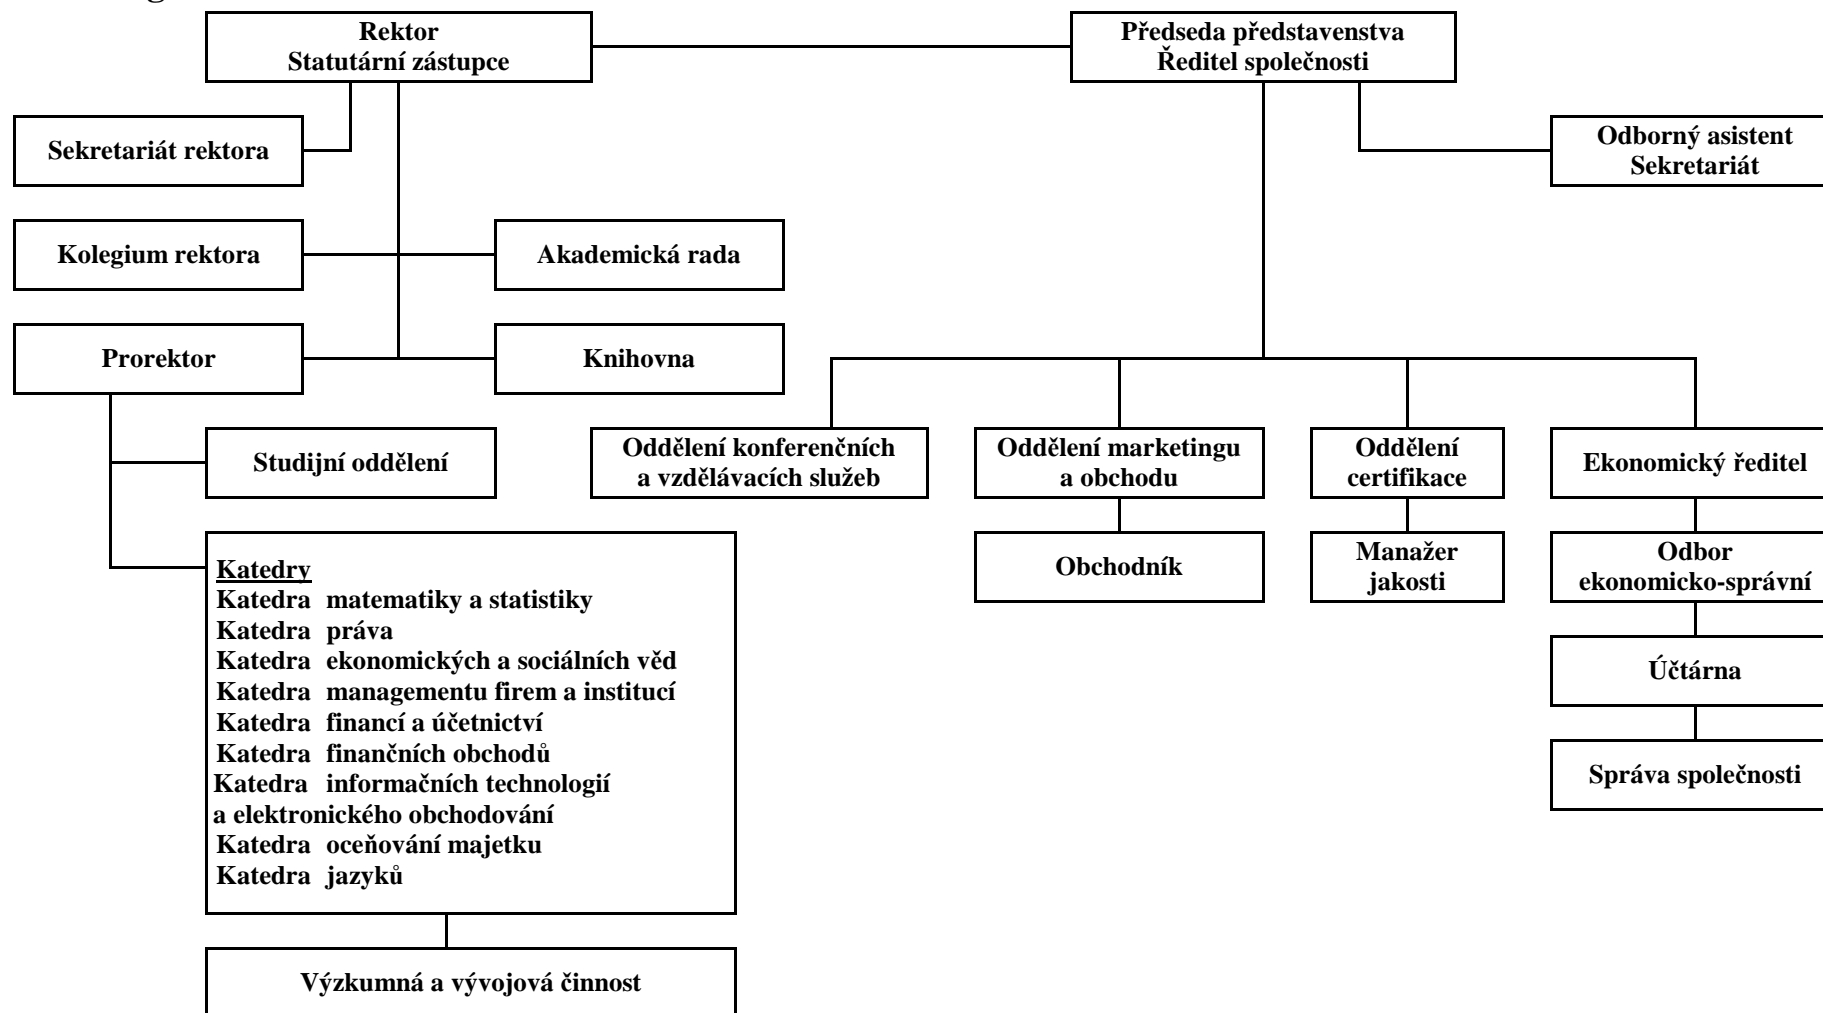 Rektor
Statutární zástupce
Předseda představenstva
Ředitel společnosti
Sekretariát rektora
Odborný asistent
Sekretariát
Kolegium rektora
Akademická rada
Prorektor
Knihovna
Studijní oddělení
Oddělení konferenčních
a vzdělávacích služeb
Oddělení marketingu
a obchodu
Oddělení
certifikace
Ekonomický ředitel
Obchodník
Manažer
jakosti
Odbor
ekonomicko-správní
Katedry
Katedra matematiky a statistiky
Katedra práva
Katedra ekonomických a sociálních věd
Katedra managementu firem a institucí
Katedra financí a účetnictví
Katedra finančních obchodů
Katedra informačních technologií
a elektronického obchodování
Katedra oceňování majetku
Katedra jazyků
Účtárna
Správa společnosti
Výzkumná a vývojová činnost